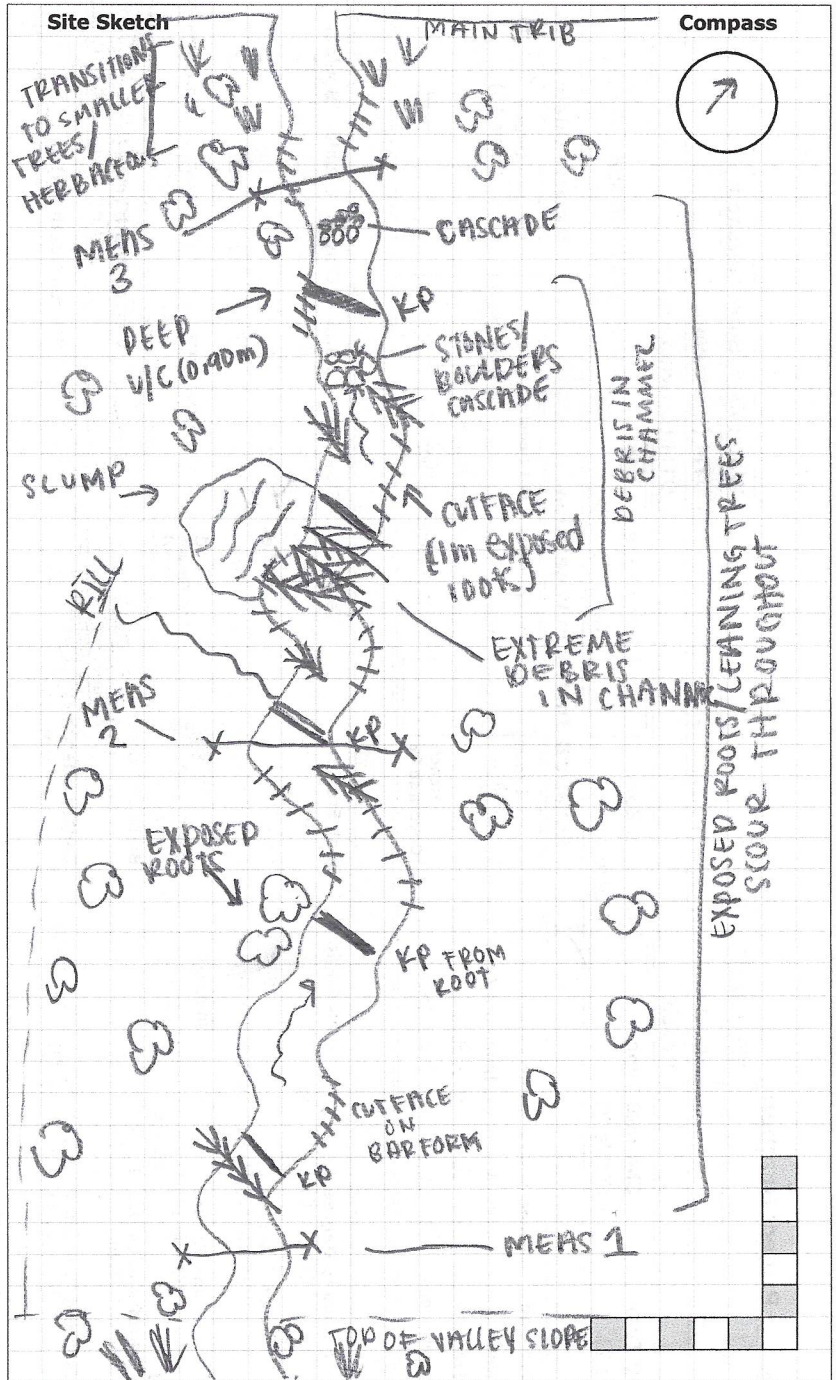 Site Sketch
MAIN TRIB
Compass
TRANSITIONS
TO SMALLER
TREES/
HERBACEOUS
CASCADE
MEAS
3
KP
DEEP
U/C (0.90m)
STONES/
BOULDERS
CASCADE
DEBRIS IN
CHANNEL
SLUMP
CUTFACE
(1m exposed
EXPOSED ROOTS/LEANING TREES
SCOUR THROUGHOUT
RILL
EXTREME
DEBRIS
IN CHANNE
MEAS
2
KP
EXPOSED
ROOTS
KP FROM
ROOT
CUTFACE
ON
BARFORM
KP
MEAS 1
TOP OF VALLEY SLOPE